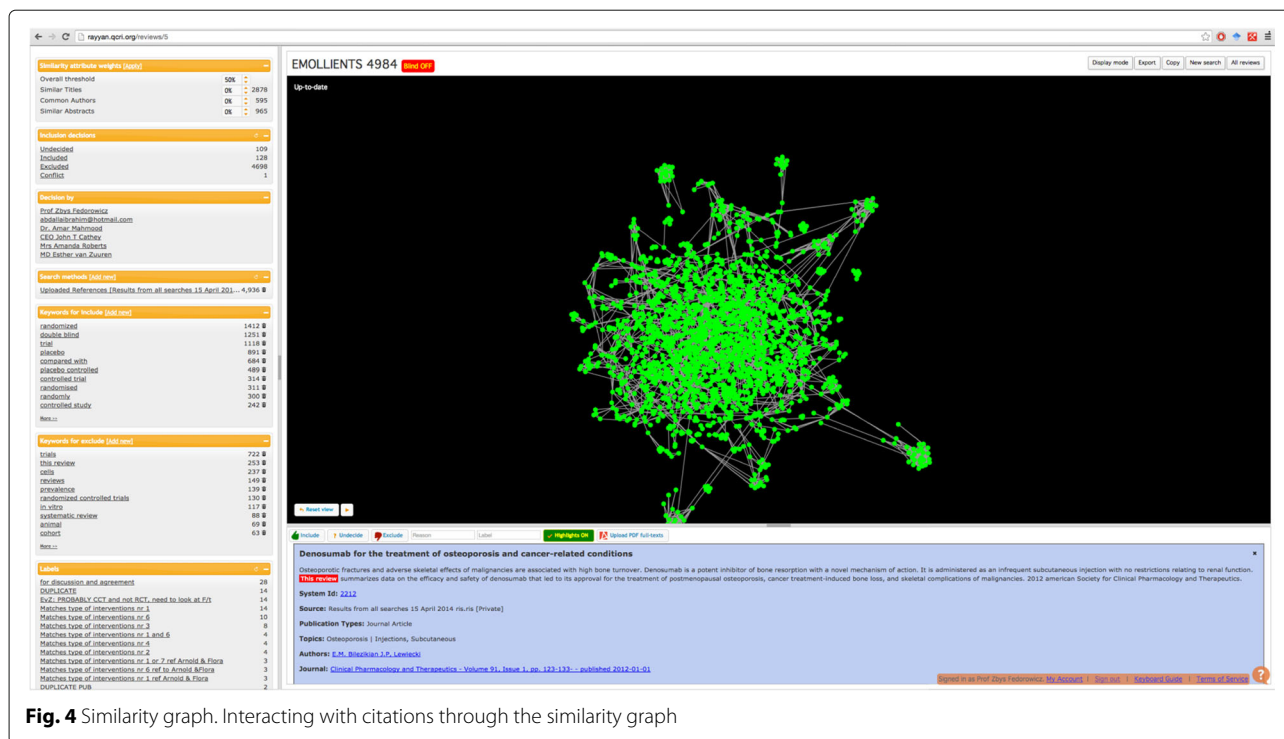 rayyan.qcri.org/reviews/5
Similarity attribute weights [Apply]
Overall threshold 50%
Similar Titles 0% 2878
Common Authors 0% 595
Similar Abstracts 0% 965
Inclusion decisions
Undecided 109
Included 128
Excluded 4698
Conflict 1
Decision by
Prof Zbys Fedorowicz
abdallaibrahim@hotmail.com
Dr. Amar Mahmood
CEO John T Cathey
Mrs Amanda Roberts
MD Esther van Zuuren
Search methods [Add new]
Uploaded References [Results from all searches 15 April 201... 4,936
Keywords for include [Add new]
randomized 1412
double blind 1251
trial 1118
placebo 891
compared with 684
placebo controlled 489
controlled trial 314
randomised 311
randomly 300
controlled study 242
More >>
Keywords for exclude [Add new]
trials 722
this review 253
cells 237
reviews 149
prevalence 139
randomized controlled trials 130
in vitro 117
systematic review 88
animal 69
cohort 63
More >>
Labels
for discussion and agreement 28
DUPLICATE 14
EvZ: PROBABLY CCT and not RCT, need to look at F/t 14
Matches type of interventions nr 1 14
Matches type of interventions nr 6 10
Matches type of interventions nr 3 8
Matches type of interventions nr 1 and 6 4
Matches type of interventions nr.4 4
Matches type of interventions nr 2 4
Matches type of interventions nr 1 or 7 ref Arnold & Flora 3
Matches type of interventions nr 6 ref to Arnold &Flora 3
Matches type of interventions nr 1 ref Arnold & Flora 3
DUPLICATE PUB 2
EMOLLIENTS 4984 Blind OFF
Display mode Export Copy New search All reviews
Up-to-date
Reset view
Include ? Undecide Exclude Reason Label Highlights ON Upload PDF full-texts
Denosumab for the treatment of osteoporosis and cancer-related conditions
Osteoporotic fractures and adverse skeletal effects of malignancies are associated with high bone turnover. Denosumab is a potent inhibitor of bone resorption with a novel mechanism of action. It is administered as an infrequent subcutaneous injection with no restrictions relating to renal function.
This review summarizes data on the efficacy and safety of denosumab that led to its approval for the treatment of postmenopausal osteoporosis, cancer treatment-induced bone loss, and skeletal complications of malignancies. 2012 american Society for Clinical Pharmacology and Therapeutics.
System Id: 2212
Source: Results from all searches 15 April 2014 ris.ris [Private]
Publication Types: Journal Article
Topics: Osteoporosis | Injections, Subcutaneous
Authors: E.M. Bilezikian J.P, Lewiecki
Journal: Clinical Pharmacology and Therapeutics - Volume 91, Issue 1, pp. 123-133- - published 2012-01-01
Signed in as Prof Zbys Fedorowicz. My Account | Sign out | Keyboard Guide | Terms of Service ?
Fig. 4 Similarity graph. Interacting with citations through the similarity graph